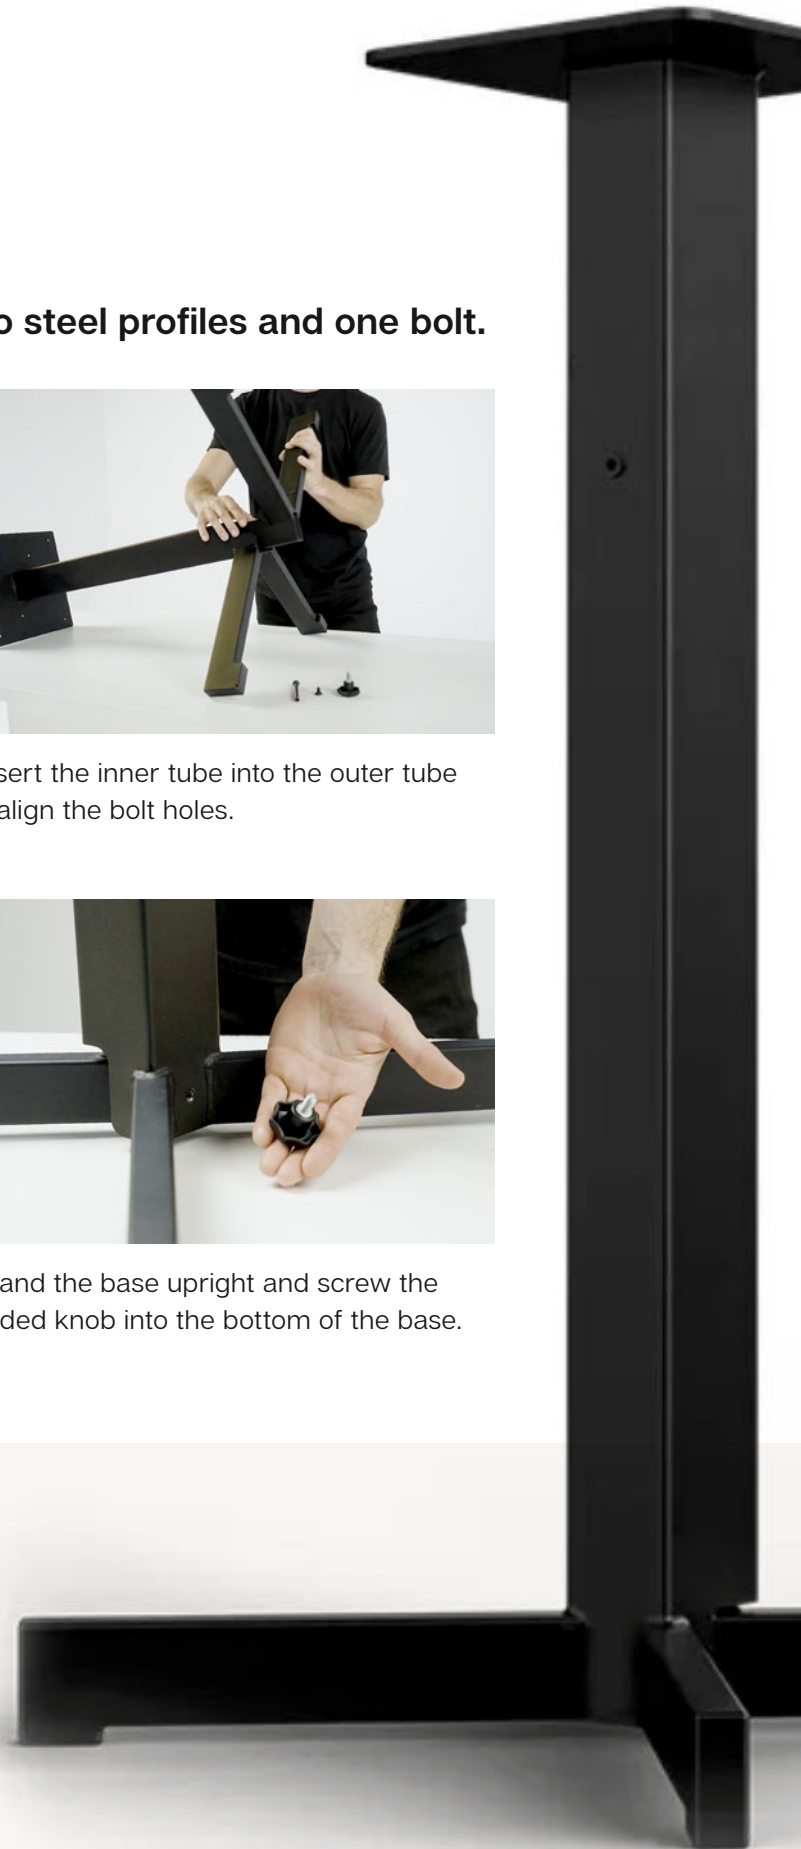 o steel profiles and one bolt.
sert the inner tube into the outer tube
align the bolt holes.
and the base upright and screw the
ded knob into the bottom of the base.